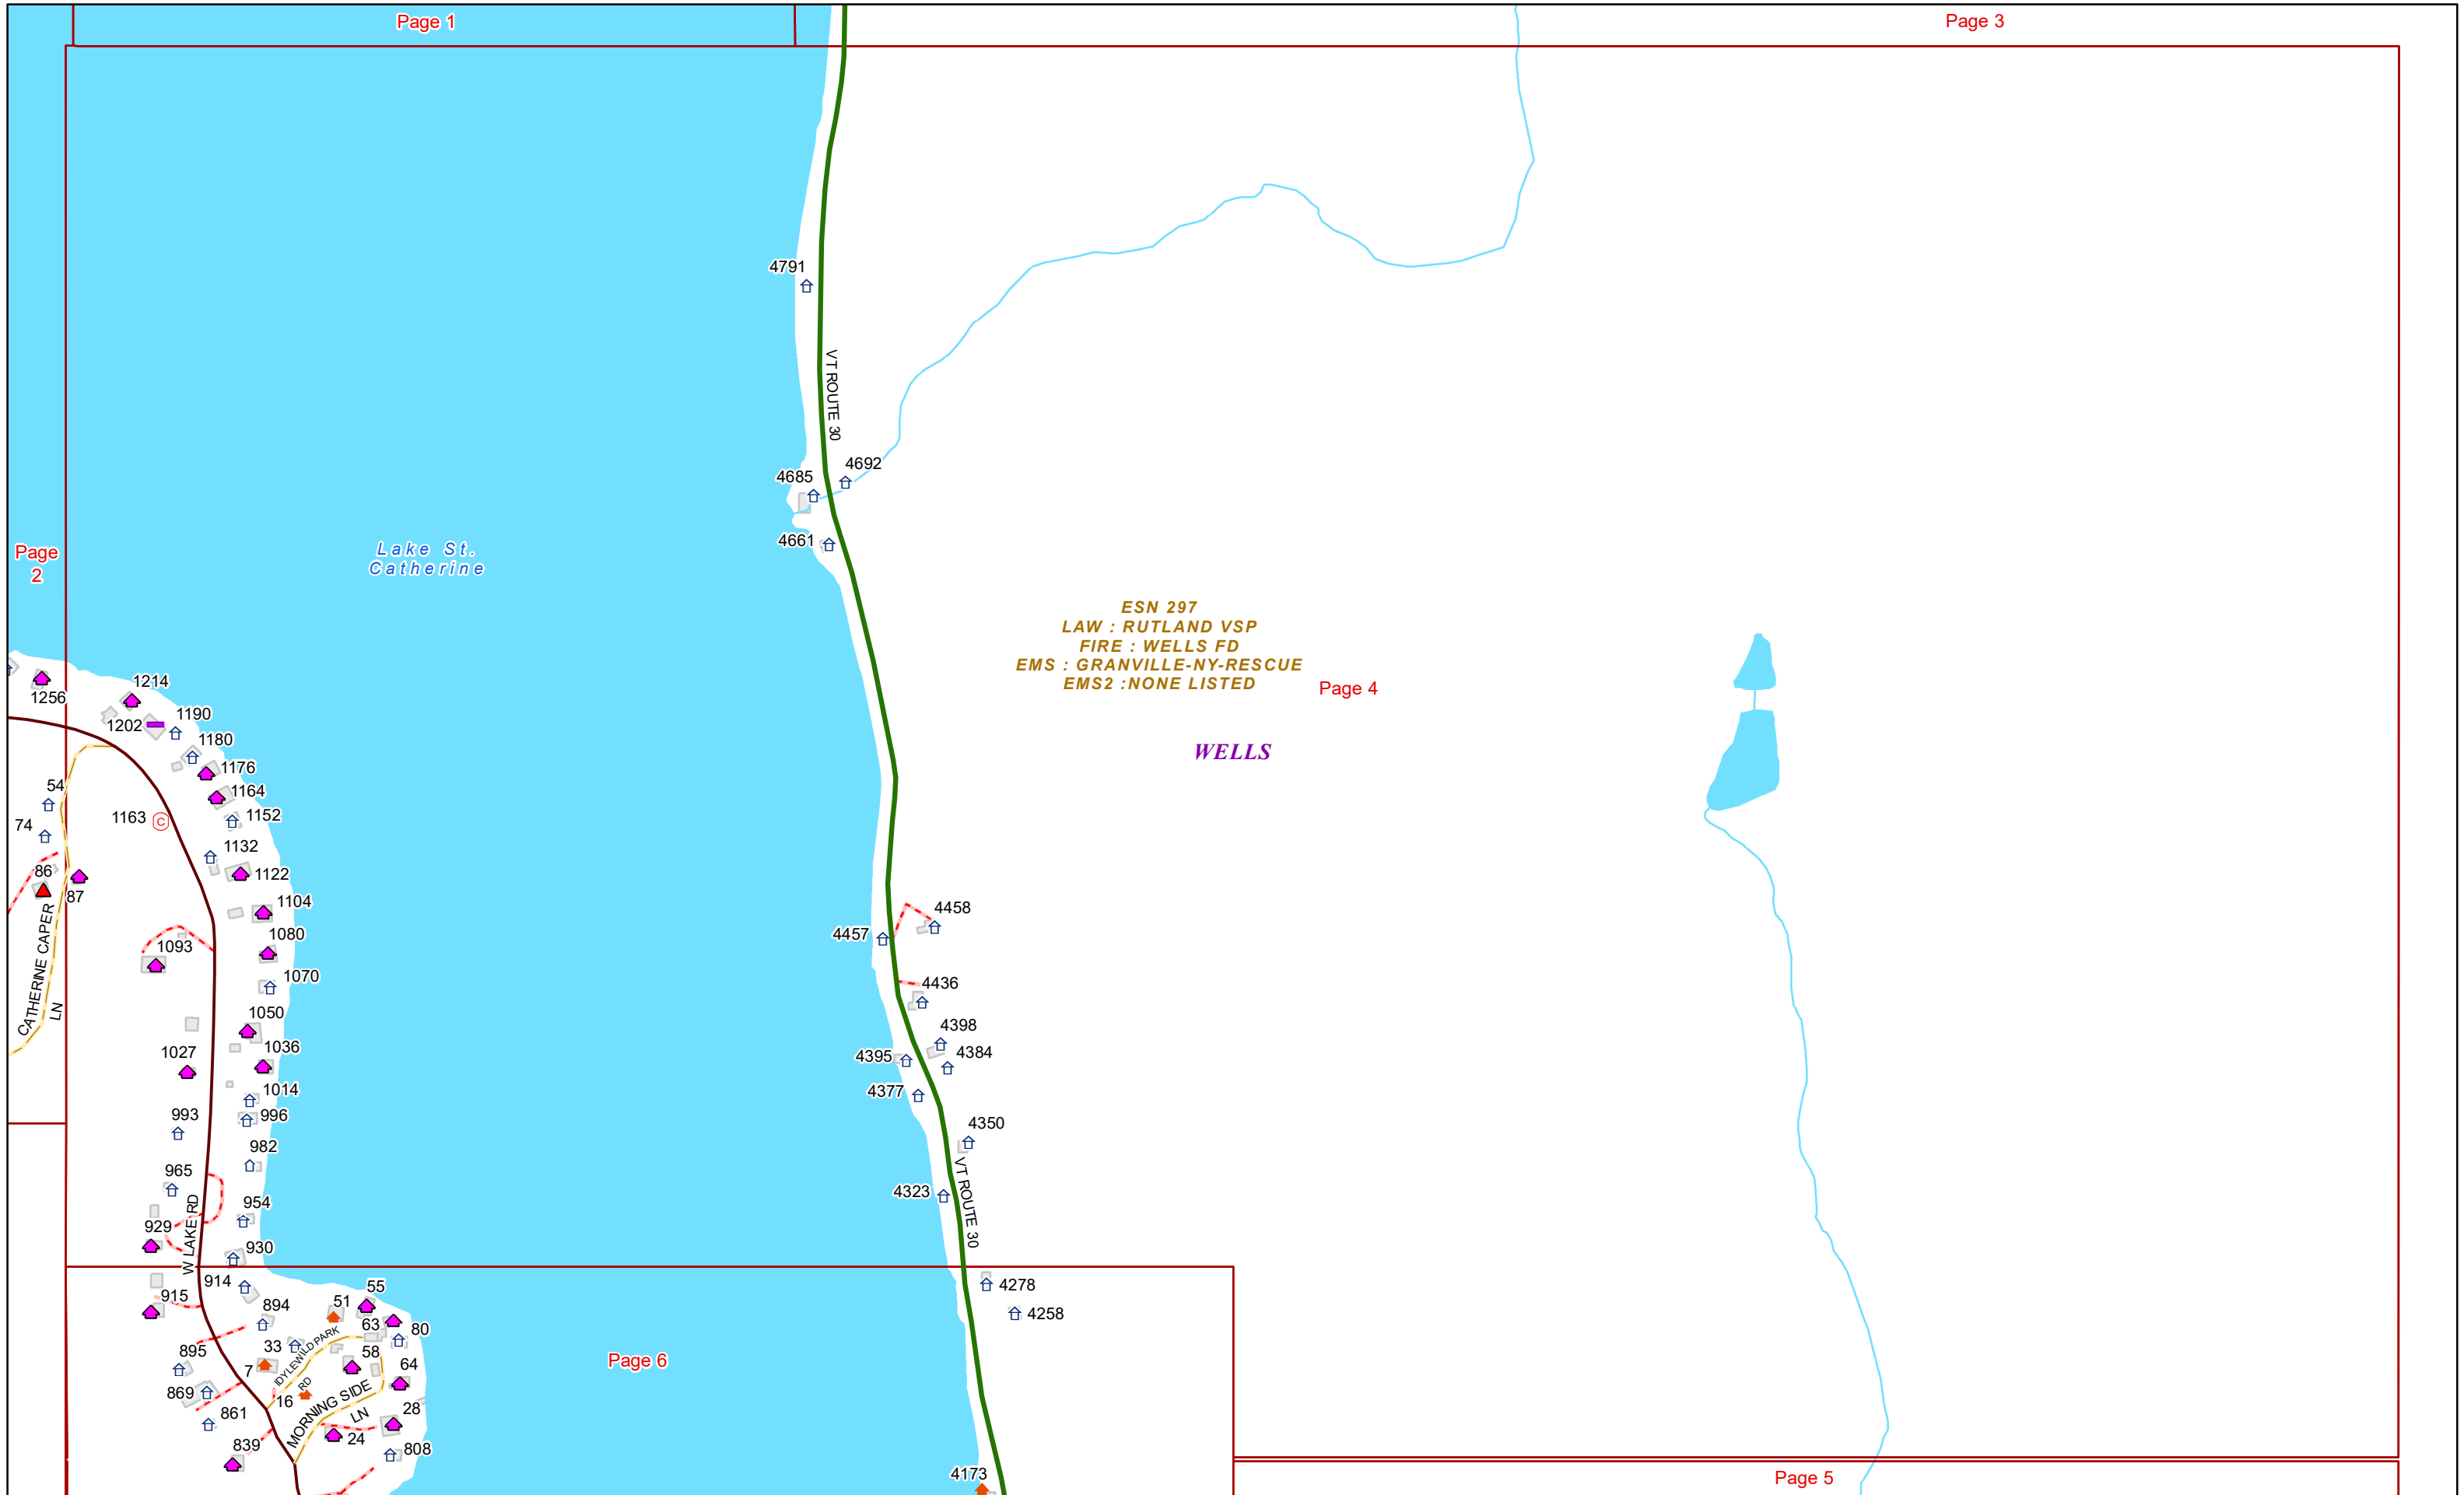 Page 1
Page 3
4791
VT ROUTE 30
4692
4685
4661
Page
2
Lake St.
Catherine
ESN 297
LAW : RUTLAND VSP
FIRE : WELLS FD
EMS : GRANVILLE-NY-RESCUE
EMS2 :NONE LISTED
Page 4
WELLS
1256
1214
1202
1190
1180
1176
1164
1163
C
1152
54
74
86
87
1132
1122
1104
1093
1080
1070
CATHERINE CAPER
LN
1050
1036
1027
1014
996
993
982
965
954
929
930
W LAKE RD
4458
4457
4436
4398
4395
4384
4377
4350
4323
VT ROUTE 30
914
915
894
51
55
63
80
33
IDYLEWILD PARK
RD
58
64
895
7
869
16
861
MORNING SIDE
LN
28
24
839
808
Page 6
4278
4258
4173
Page 5